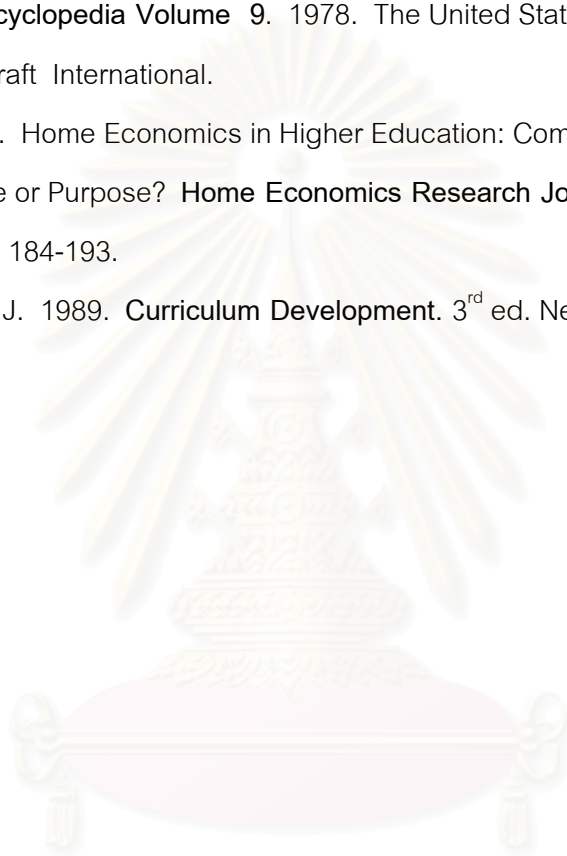 cyclopedia Volume 9. 1978. The United Stat
raft International.
. Home Economics in Higher Education: Com
e or Purpose? Home Economics Research Jo
184-193.
J. 1989. Curriculum Development. 3rd ed. Ne